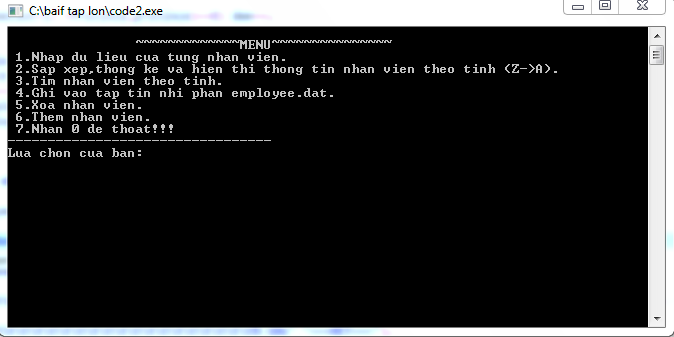 C:\baif tap lon\code2.exe
~~~~~~~~~~~~~MENU~~~~~~~~~~~~~~~
1.Nhap du lieu cua tung nhan vien.
2.Sap xep,thong ke va hien thi thong tin nhan vien theo tinh (Z->A).
3.Tim nhan vien theo tinh.
4.Ghi vao tap tin nhi phan employee.dat.
5.Xoa nhan vien.
6.Them nhan vien.
7.Nhan 0 de thoat!!!
---------------------------------
Lua chon cua ban: